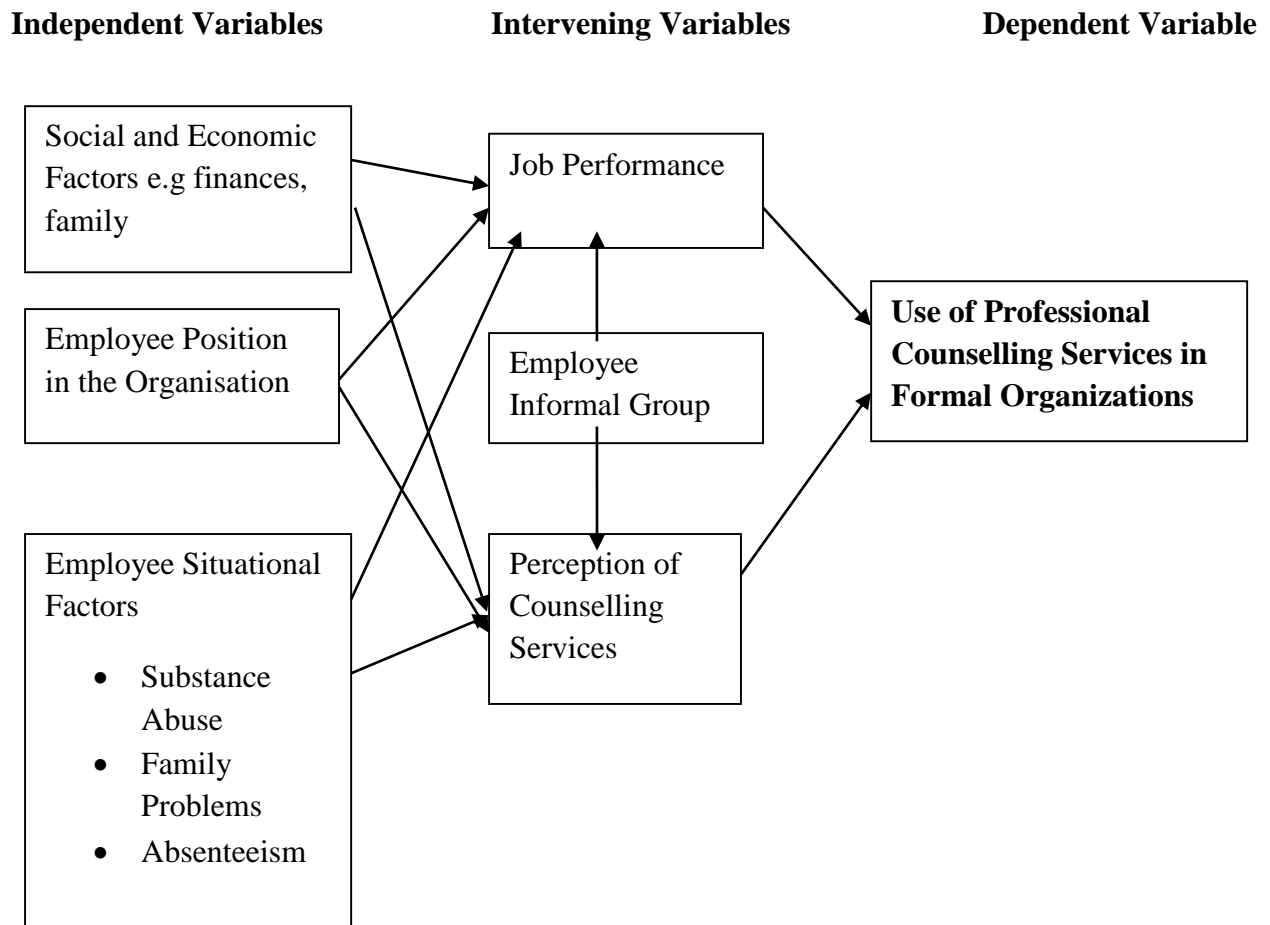 Independent Variables Intervening Variables Dependent Variable
Social and Economic
Factors e.g finances,
family
Employee Position
in the Organisation
Employee Situational
Factors
• Substance
Abuse
• Family
Problems
• Absenteeism
Job Performance
Employee
Informal Group
Perception of
Counselling
Services
Use of Professional
Counselling Services in
Formal Organizations